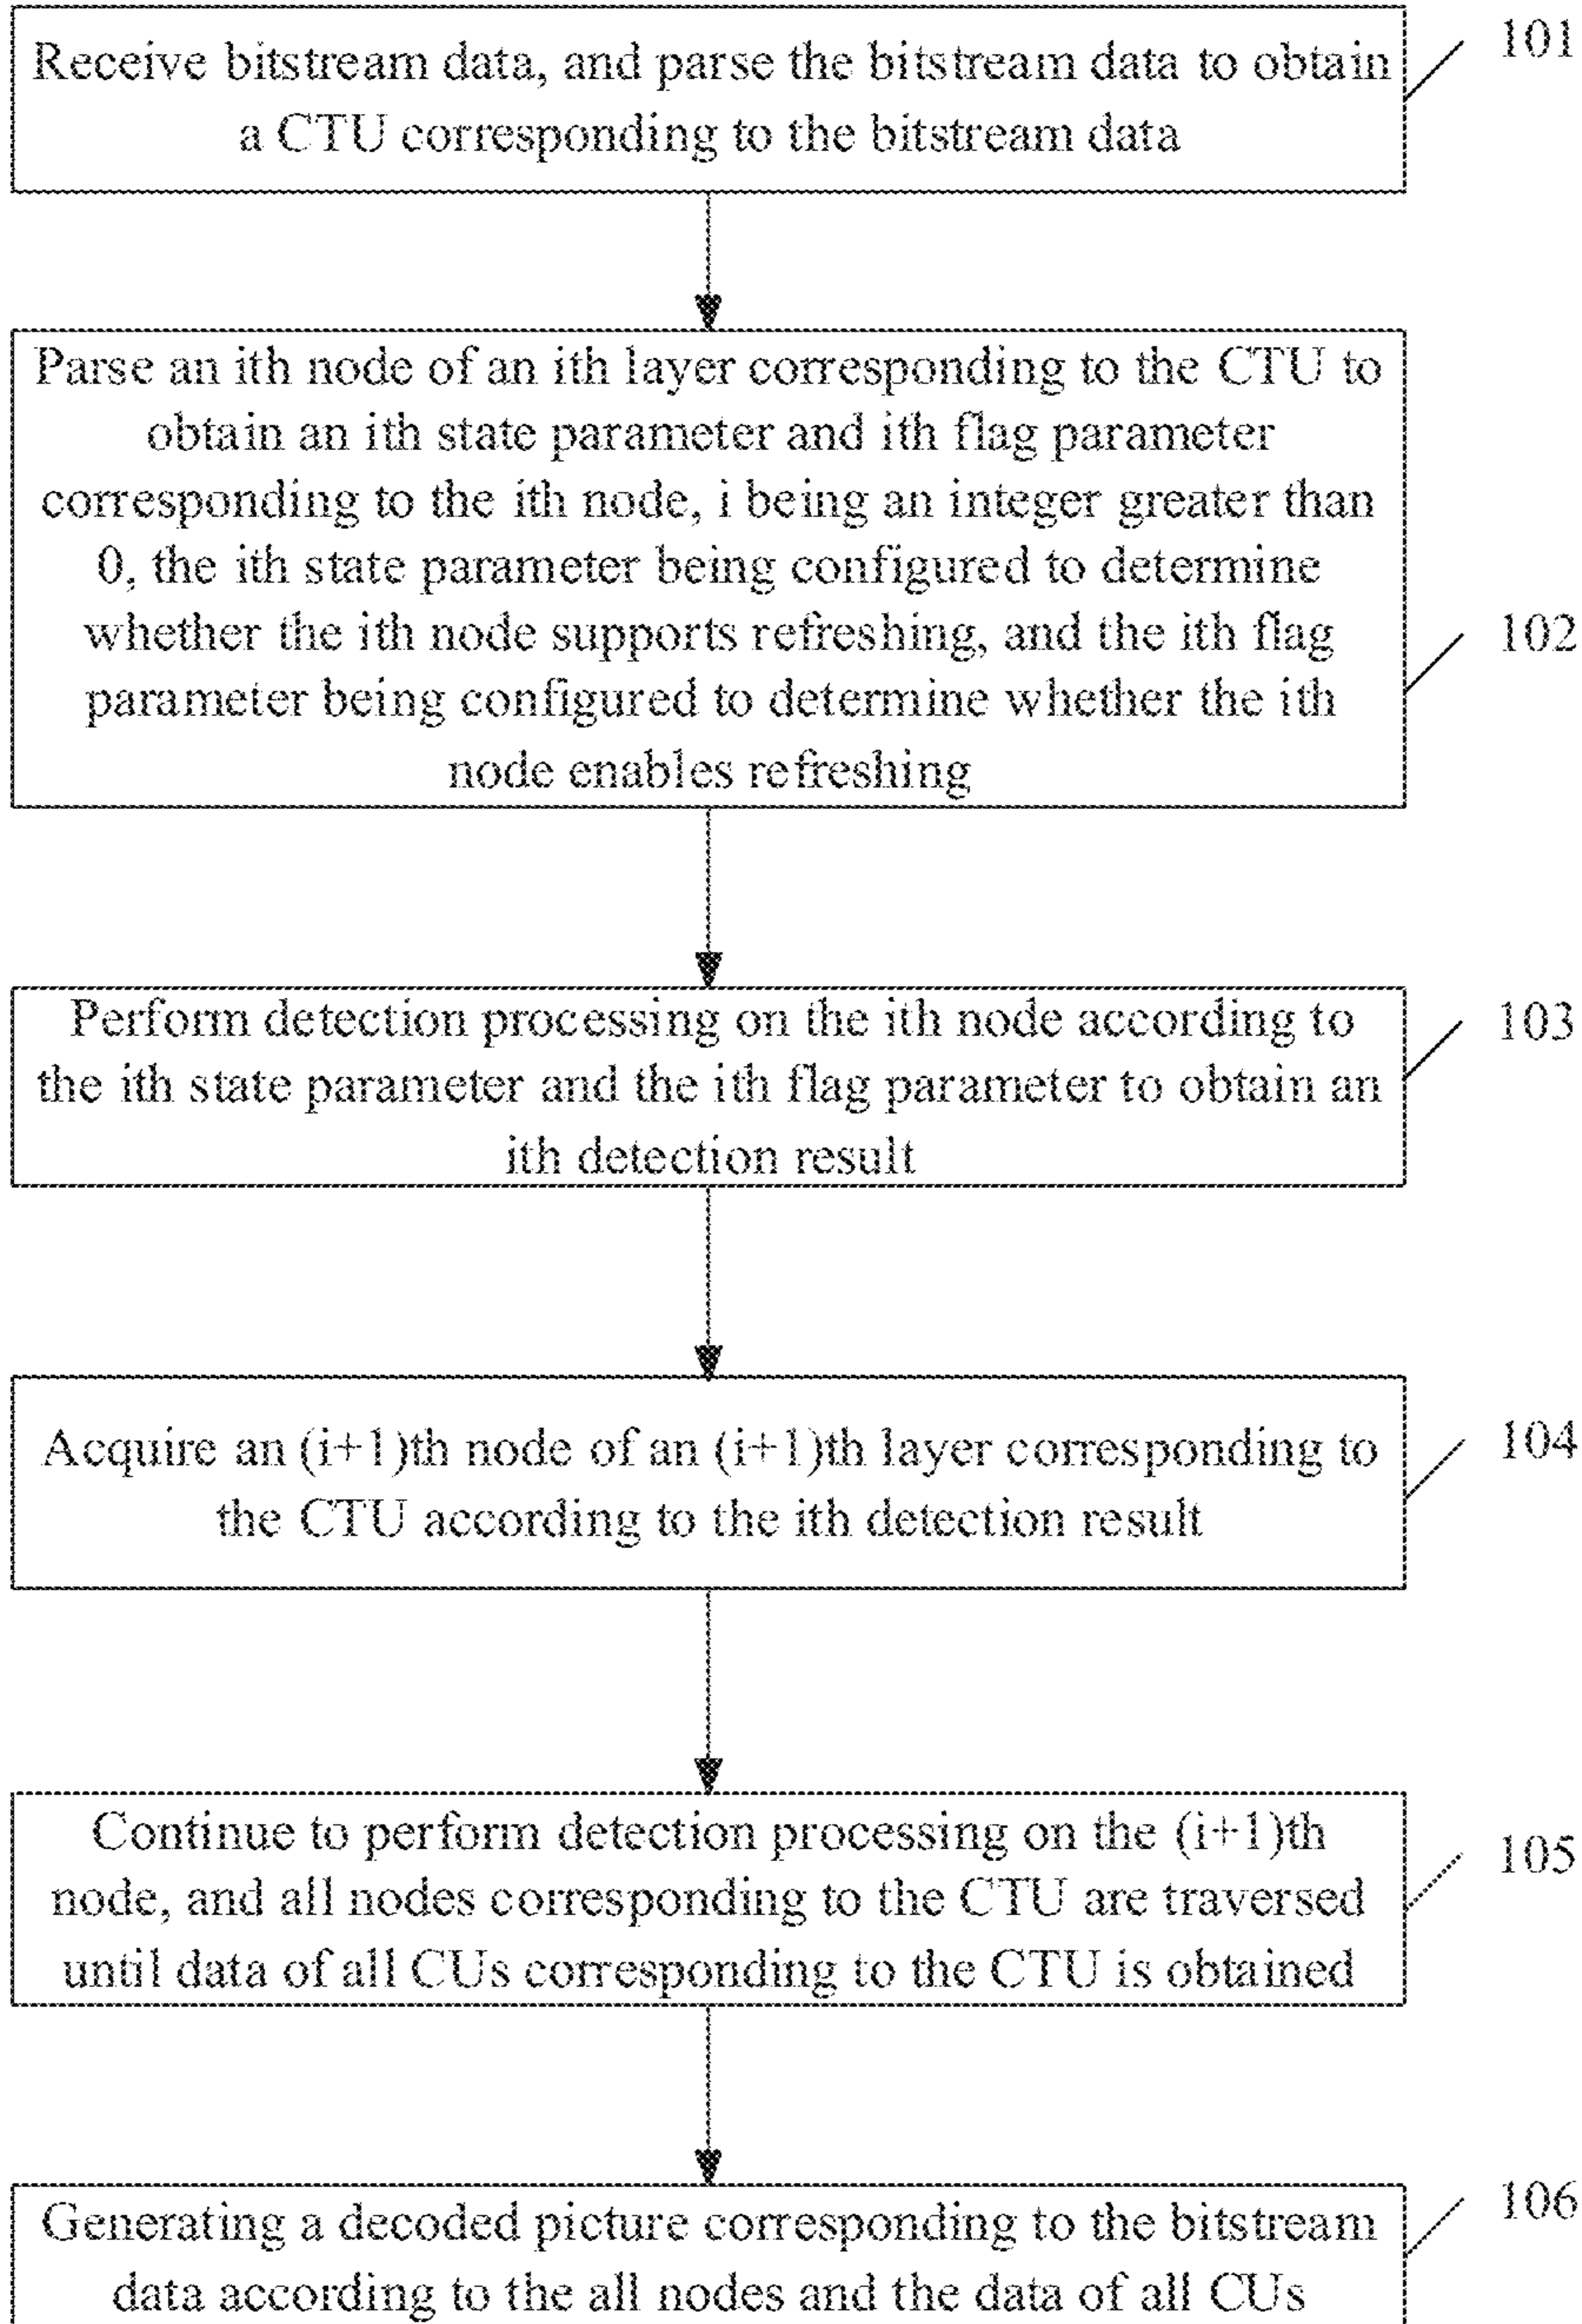 Receive bitstream data, and parse the bitstream data to obtain
a CTU corresponding to the bitstream data
101
Parse an ith node of an ith layer corresponding to the CTU to
obtain an ith state parameter and ith flag parameter
corresponding to the ith node, i being an integer greater than
0, the ith state parameter being configured to determine
whether the ith node supports refreshing, and the ith flag
parameter being configured to determine whether the ith
node enables refreshing
102
Perform detection processing on the ith node according to
the ith state parameter and the ith flag parameter to obtain an
ith detection result
103
Acquire an (i+1)th node of an (i+1)th layer corresponding to
the CTU according to the ith detection result
104
Continue to perform detection processing on the (i+1)th
node, and all nodes corresponding to the CTU are traversed
until data of all CUs corresponding to the CTU is obtained
105
Generating a decoded picture corresponding to the bitstream
data according to the all nodes and the data of all CUs
106